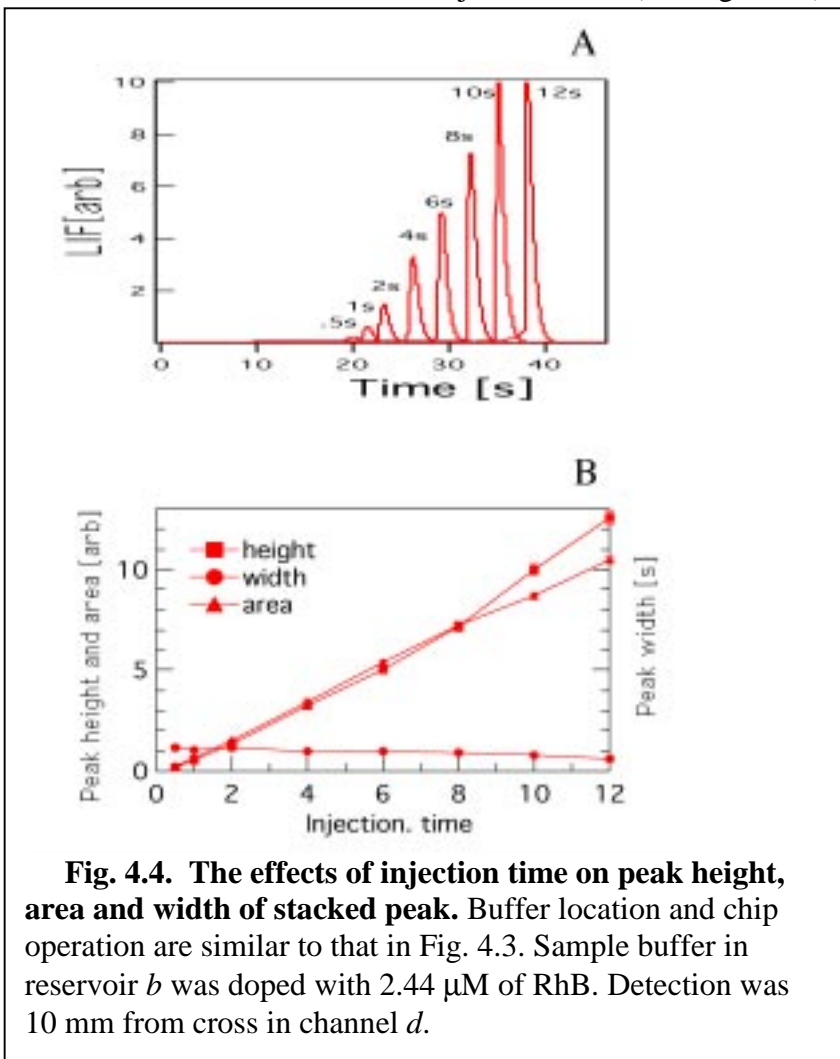 A
10
8
6
4
2
LIF[arb]
.5s
1s
2s
4s
6s
8s
10s
12s
0
10
20
30
40
Time [s]
B
Peak height and area [arb]
10
5
0
height
width
area
Peak width [s]
0
2
4
6
8
10
12
Injection. time
Fig. 4.4. The effects of injection time on peak height,
area and width of stacked peak. Buffer location and chip
operation are similar to that in Fig. 4.3. Sample buffer in
reservoir b was doped with 2.44 μM of RhB. Detection was
10 mm from cross in channel d.